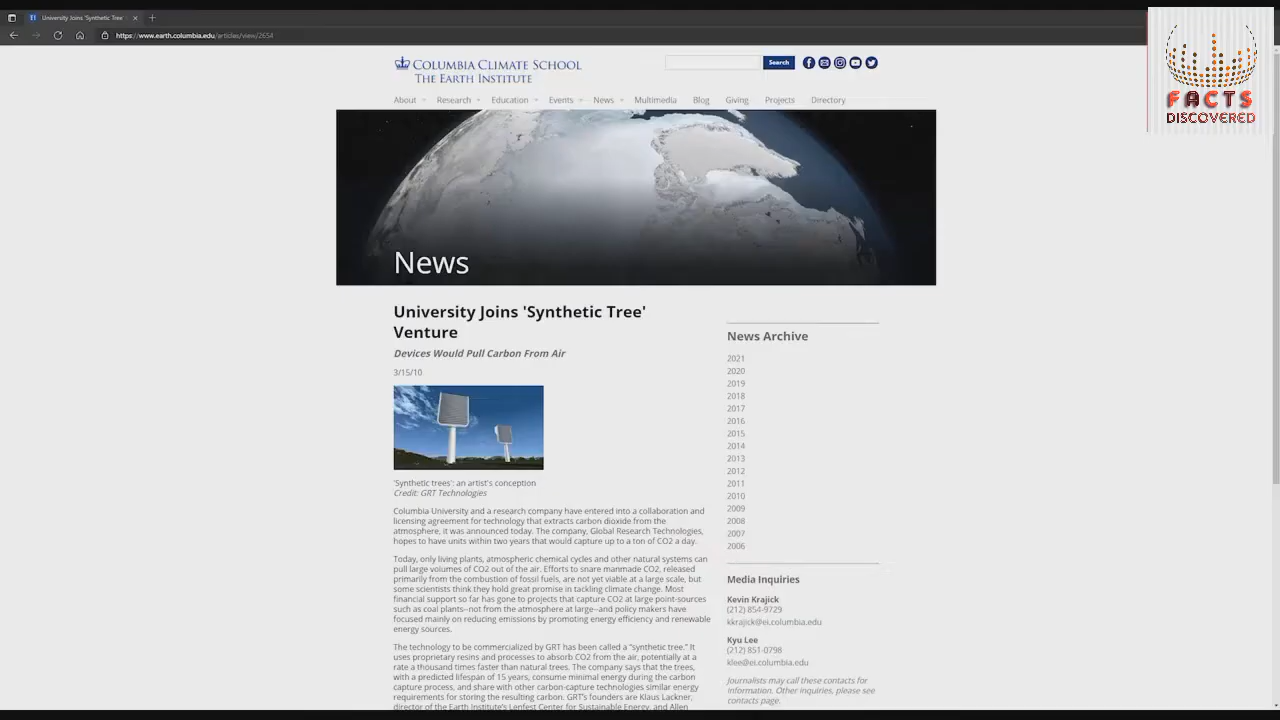 University Joins 'Synthetic Tree'
https://www.earth.columbia.edu/articles/view/2654
FACTS
DISCOVERED
COLUMBIA CLIMATE SCHOOL
THE EARTH INSTITUTE
Search
About Research Education Events News Multimedia Blog Giving Projects Directory
News
University Joins 'Synthetic Tree'
Venture
Devices Would Pull Carbon From Air
3/15/10
'Synthetic trees': an artist's conception
Credit: GRT Technologies
Columbia University and a research company have entered into a collaboration and
licensing agreement for technology that extracts carbon dioxide from the
atmosphere, it was announced today. The company, Global Research Technologies,
hopes to have units within two years that would capture up to a ton of CO2 a day.
Today, only living plants, atmospheric chemical cycles and other natural systems can
pull large volumes of CO2 out of the air. Efforts to snare manmade CO2, released
primarily from the combustion of fossil fuels, are not yet viable at a large scale, but
some scientists think they hold great promise in tackling climate change. Most
financial support so far has gone to projects that capture CO2 at large point-sources
such as coal plants--not from the atmosphere at large--and policy makers have
focused mainly on reducing emissions by promoting energy efficiency and renewable
energy sources.
The technology to be commercialized by GRT has been called a "synthetic tree." It
uses proprietary resins and processes to absorb CO2 from the air, potentially at a
rate a thousand times faster than natural trees. The company says that the trees,
with a predicted lifespan of 15 years, consume minimal energy during the carbon
capture process, and share with other carbon-capture technologies similar energy
requirements for storing the resulting carbon. GRT's founders are Klaus Lackner,
director of the Earth Institute's Lenfest Center for Sustainable Energy, and Allen
News Archive
2021
2020
2019
2018
2017
2016
2015
2014
2013
2012
2011
2010
2009
2008
2007
2006
Media Inquiries
Kevin Krajick
(212) 854-9729
kkrajick@ei.columbia.edu
Kyu Lee
(212) 851-0798
klee@ei.columbia.edu
Journalists may call these contacts for
information. Other inquiries, please see
contacts page.